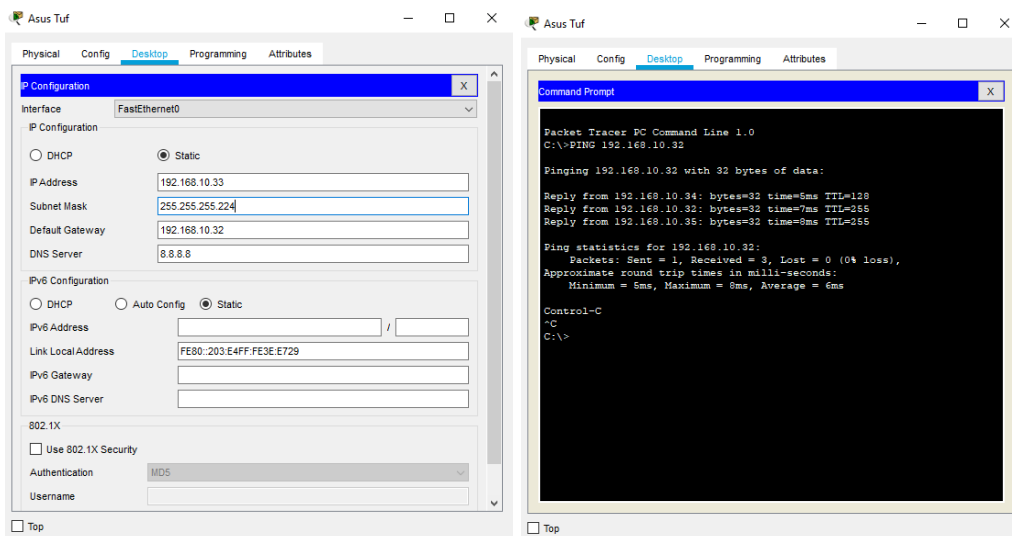 Asus Tuf
Physical Config Desktop Programming Attributes
IP Configuration X
Interface FastEthernet0
IP Configuration
DHCP Static
IP Address 192.168.10.33
Subnet Mask 255.255.255.224
Default Gateway 192.168.10.32
DNS Server 8.8.8.8
IPv6 Configuration
DHCP Auto Config Static
IPv6 Address /
Link Local Address FE80::203:E4FF:FE3E:E729
IPv6 Gateway
IPv6 DNS Server
802.1X
Use 802.1X Security
Authentication MD5
Username
Top
Asus Tuf
Physical Config Desktop Programming Attributes
Command Prompt X
Packet Tracer PC Command Line 1.0
C:\>PING 192.168.10.32
Pinging 192.168.10.32 with 32 bytes of data:
Reply from 192.168.10.34: bytes=32 time=5ms TTL=128
Reply from 192.168.10.32: bytes=32 time=7ms TTL=255
Reply from 192.168.10.35: bytes=32 time=8ms TTL=255
Ping statistics for 192.168.10.32:
Packets: Sent = 1, Received = 3, Lost = 0 (0% loss),
Approximate round trip times in milli-seconds:
Minimum = 5ms, Maximum = 8ms, Average = 6ms
Control-C
^C
C:\>
Top